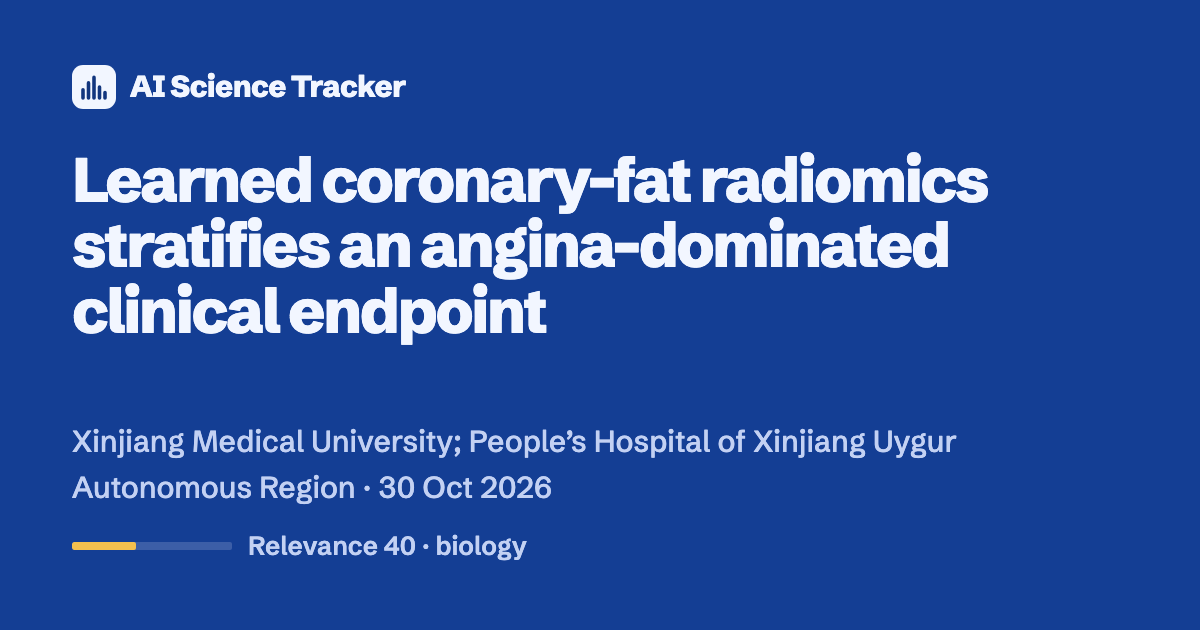 AI Science Tracker
Learned coronary-fat radiomics
stratifies an angina-dominated
clinical endpoint
Xinjiang Medical University; People’s Hospital of Xinjiang Uygur
Autonomous Region · 30 Oct 2026
Relevance 40 · biology